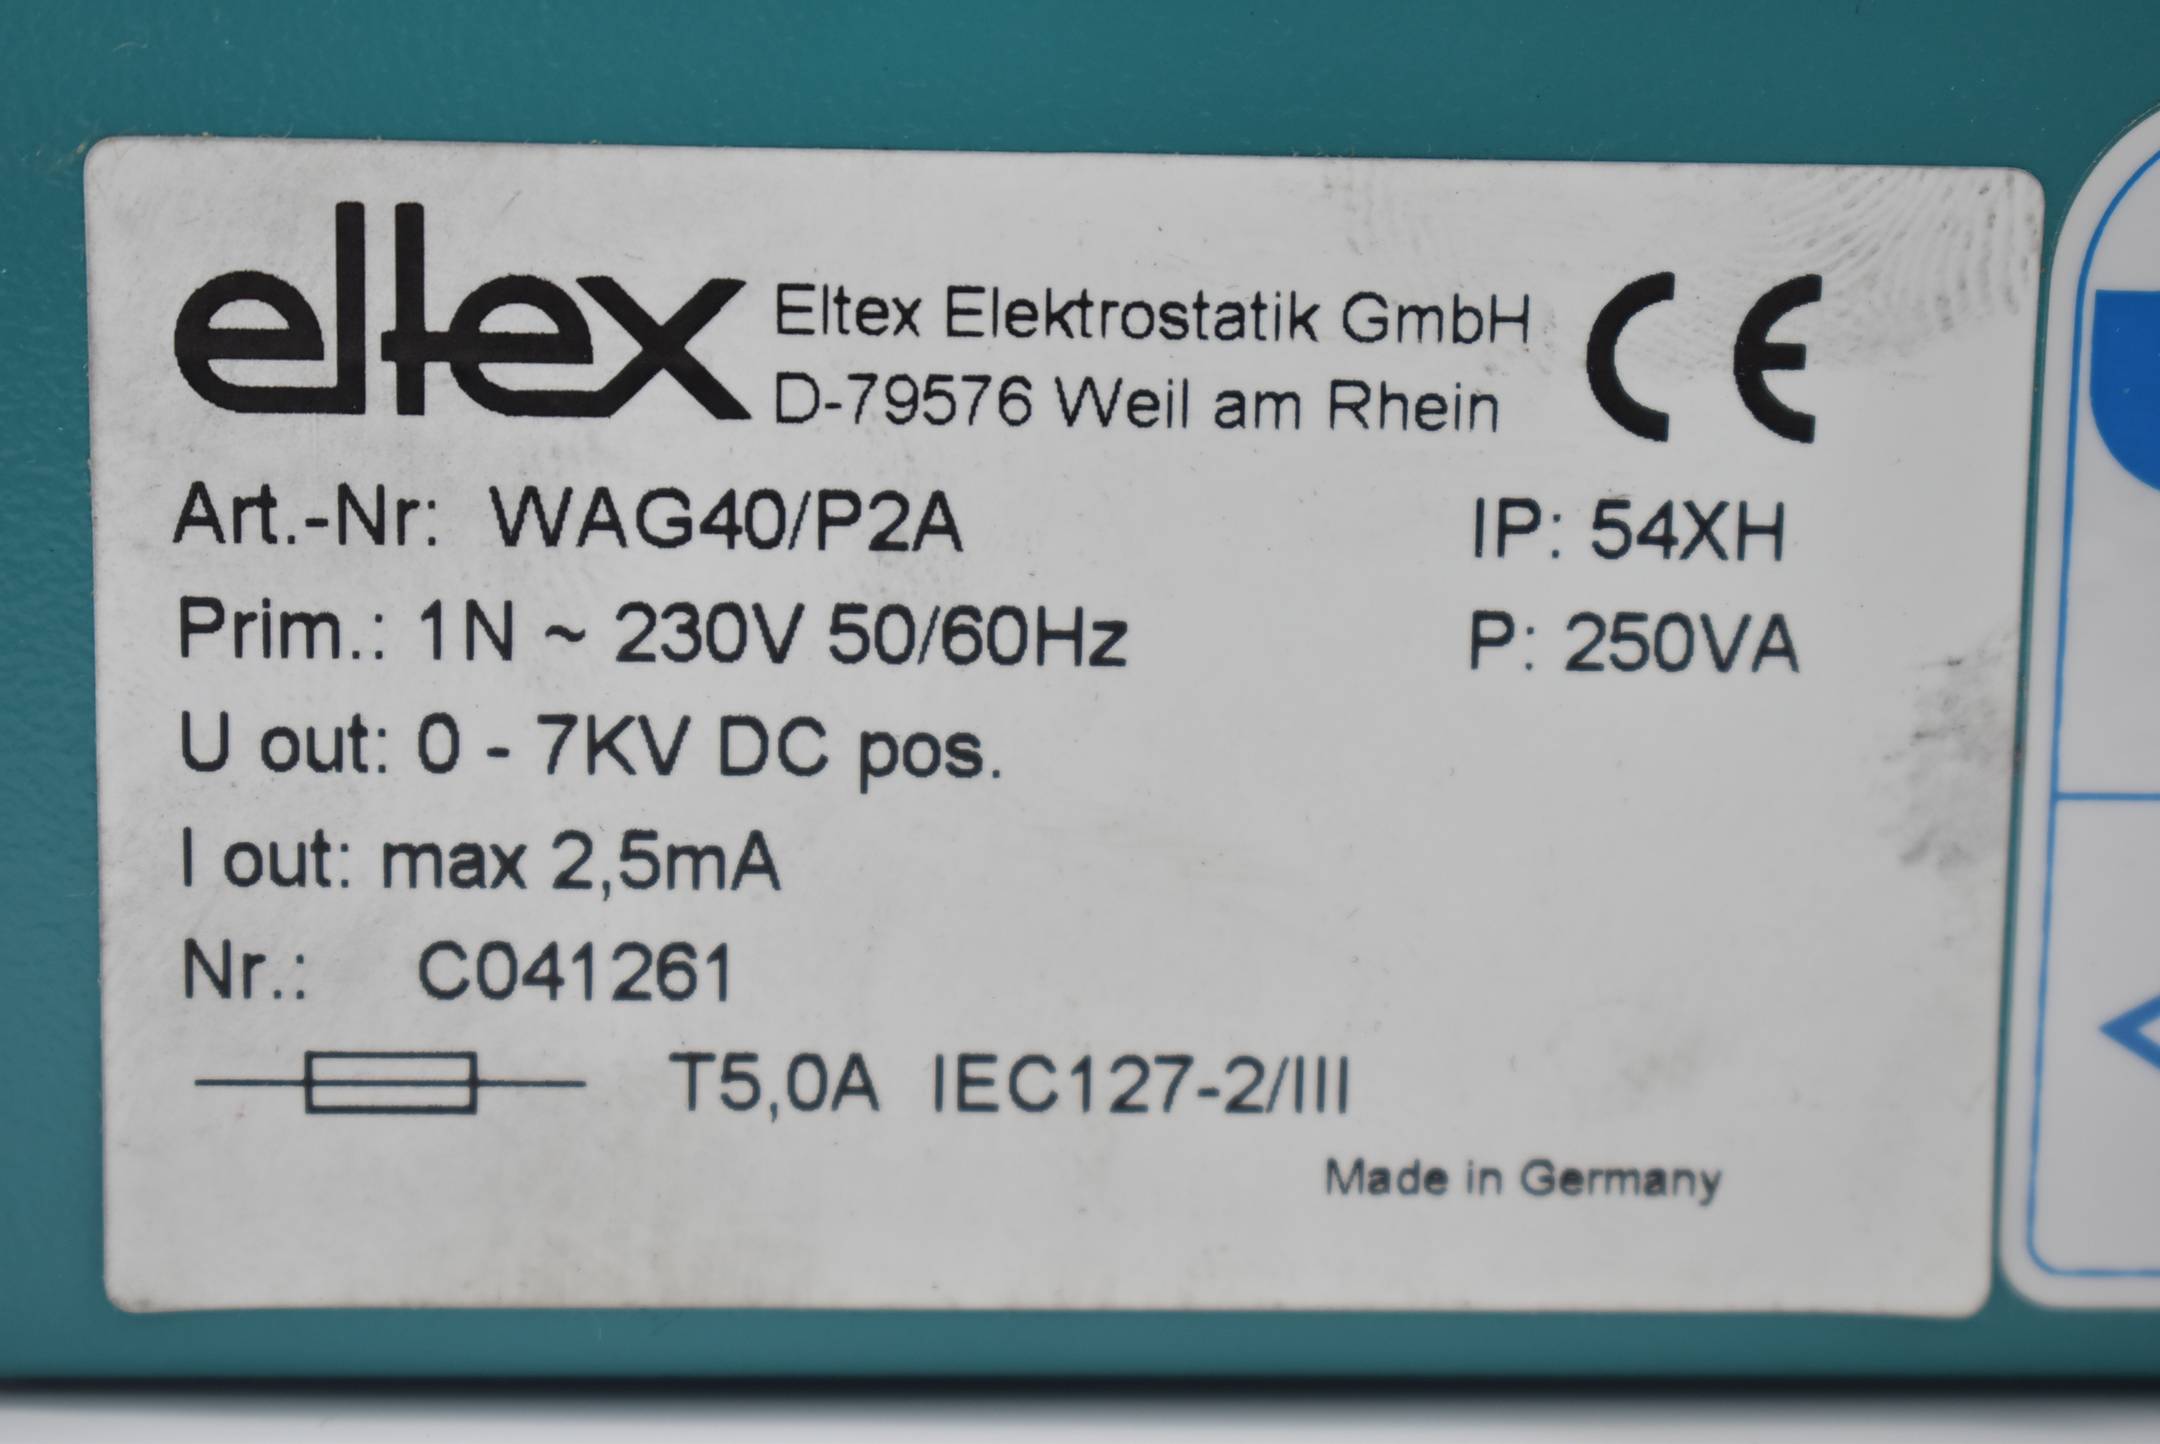 eltex
Eltex Elektrostatik GmbH
D-79576 Weil am Rhein
CE
Art.-Nr: WAG40/P2A
IP: 54XH
Prim.: 1N ~ 230V 50/60Hz
P: 250VA
U out: 0 - 7KV DC pos.
I out: max 2,5mA
Nr.: C041261
T5,0A IEC127-2/III
Made in Germany